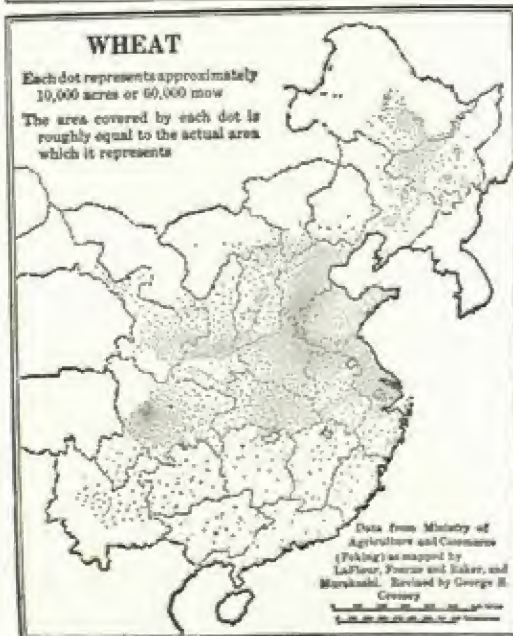 WHEAT
Each dot represents approximately
10,000 acres or 60,000 mow
The area covered by each dot is
roughly equal to the actual area
which it represents
Data from Ministry of
Agriculture and Commerce
(Peking) as mapped by
LaFleur, Foscue and Baker, and
Murakoshi. Revised by George B.
Cressey